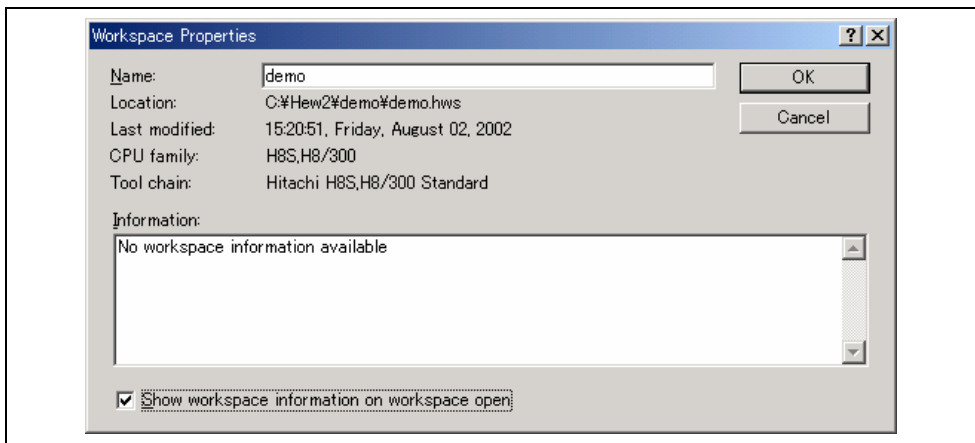 Workspace Properties
Name: demo OK
Location: C:¥Hew2¥demo¥demo.hws
Last modified: 15:20:51, Friday, August 02, 2002 Cancel
CPU family: H8S,H8/300
Tool chain: Hitachi H8S,H8/300 Standard
Information:
No workspace information available
Show workspace information on workspace open